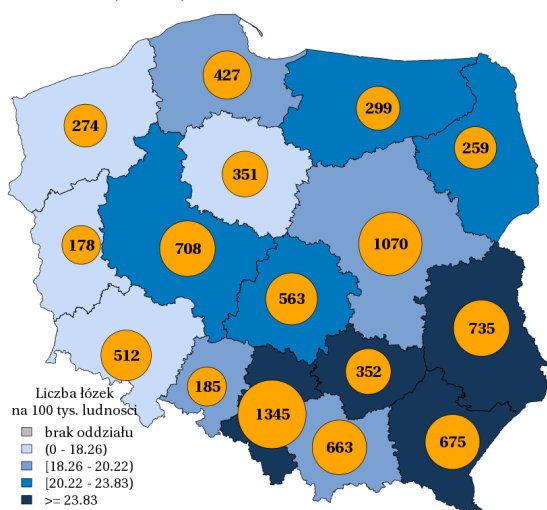 427
274
299
259
351
178
708
1070
563
735
512
352
185
1345
663
675
Liczba łózek
na 100 tys. ludności
brak oddziału
(0 - 18.26)
[18.26 - 20.22)
[20.22 - 23.83)
>= 23.83